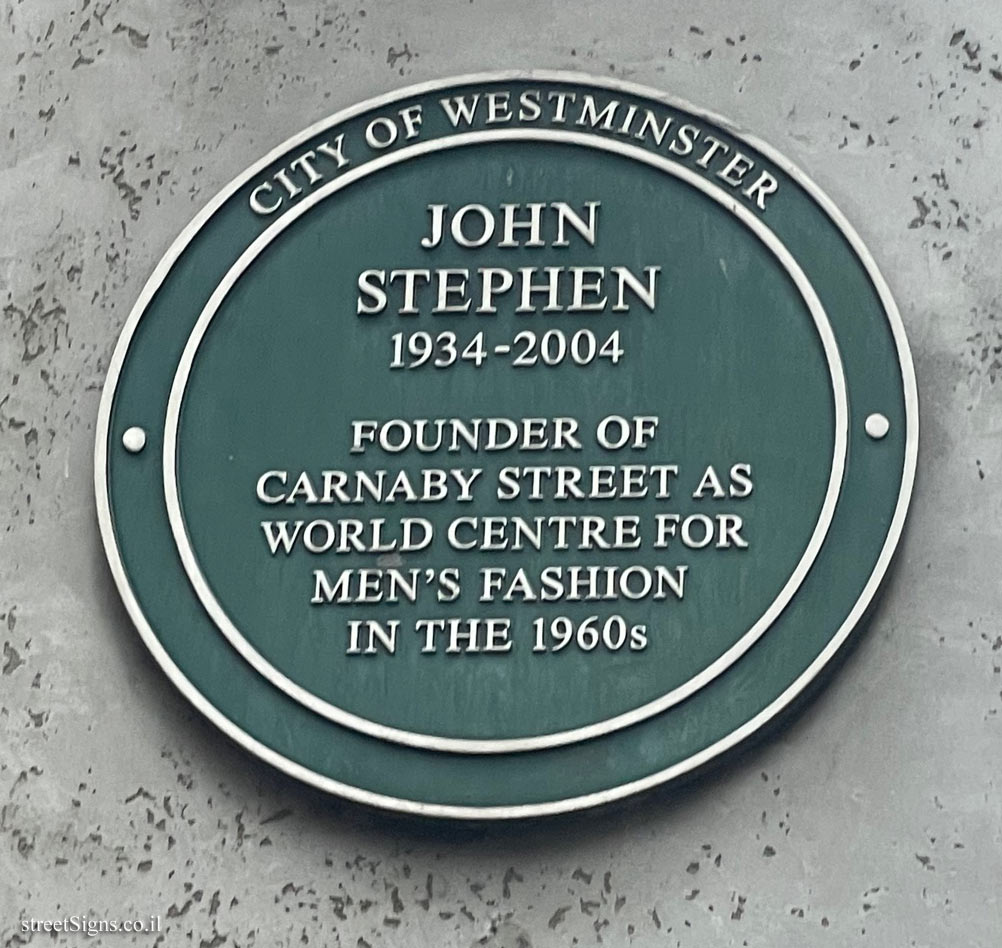 CITY OF WESTMINSTER
JOHN
STEPHEN
1934-2004
FOUNDER OF
CARNABY STREET AS
WORLD CENTRE FOR
MEN'S FASHION
IN THE 1960s
streetSigns.co.il